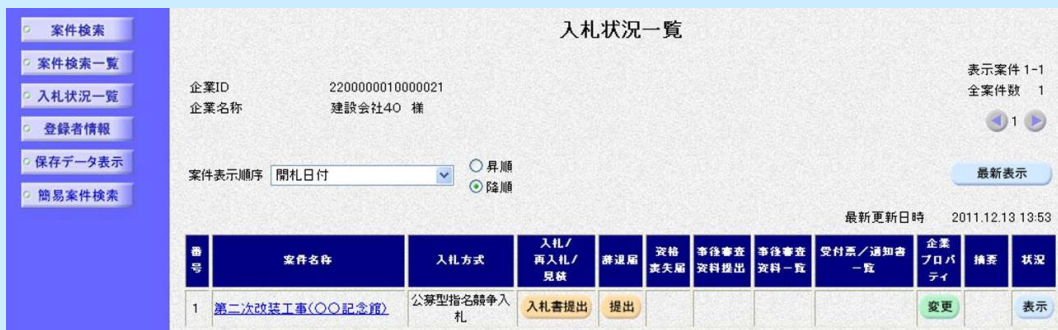 案件検索
案件検索一覧
入札状況一覧
登録者情報
保存データ表示
簡易案件検索
入札状況一覧
表示案件 1-1
全案件数 1
1
企業ID 2200000010000021
企業名称 建設会社40 様
案件表示順序 開札日付
昇順
降順
最新表示
最新更新日時 2011.12.13 13:53
番号 案件名称 入札方式 入札/再入札/見積 辞退届 資格喪失届 事後審査資料提出 事後審査資料一覧 受付票/通知書一覧 企業プロパティ 摘要 状況
1 第二次改装工事(〇〇記念館) 公募型指名競争入札 入札書提出 提出 変更 表示